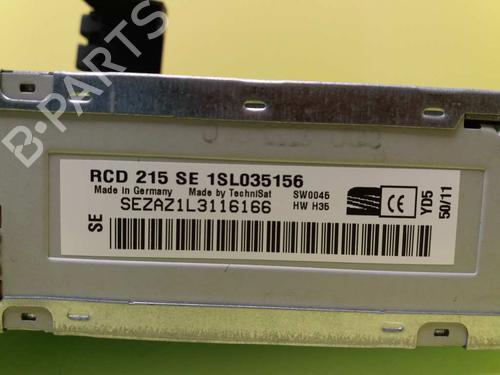 B-PARTS
RCD 215 SE 1SL035156
Made in Germany Made by TechniSat SW0045
SEZAZ1L3116166 HW H35
SE
CE
YD5
50/11